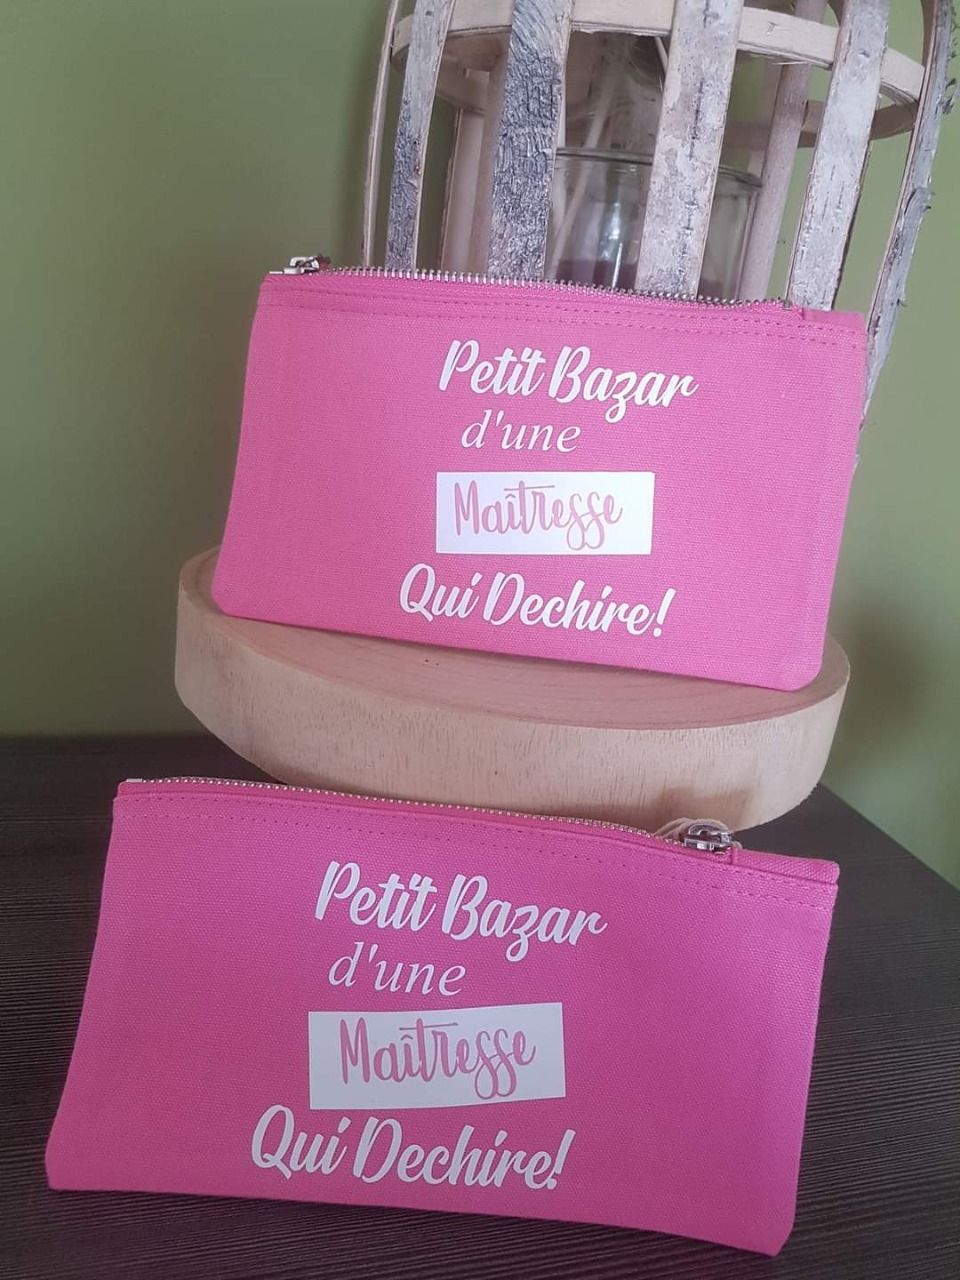 Petit Bazar
d'une
Maîtresse
Qui Dechire!
Petit Bazar
d'une
Maîtresse
Qui Dechire!